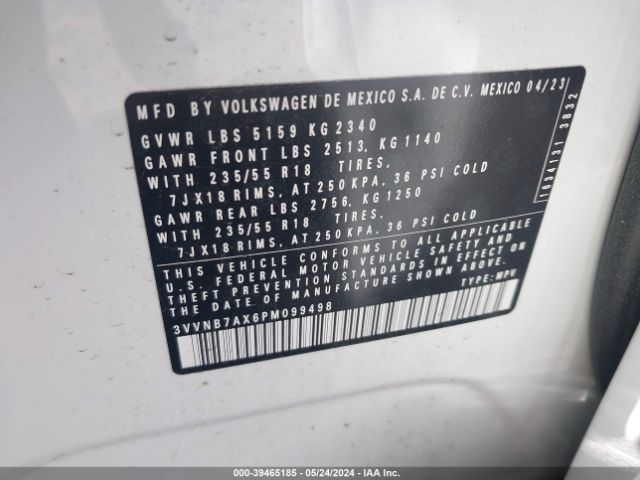 MFD BY VOLKSWAGEN DE MEXICO S.A. DE C.V. MEXICO 04/23
GVWR LBS 5159 KG 2340
GAWR FRONT LBS 2513, KG 1140
WITH 235/55 R18 TIRES,
7JX18 RIMS, AT 250 KPA, 36 PSI COLD
GAWR REAR LBS 2756, KG 1250
WITH 235/55 R18 TIRES,
7JX18 RIMS, AT 250 KPA, 36 PSI COLD
THIS VEHICLE CONFORMS TO ALL APPLICABLE
U.S. FEDERAL MOTOR VEHICLE SAFETY AND
THEFT PREVENTION STANDARDS IN EFFECT ON
THE DATE OF MANUFACTURE SHOWN ABOVE.
TYPE: MPV
3VVNB7AX6PM099498
1634131 3832
000-39465185 - 05/24/2024 - IAA Inc.